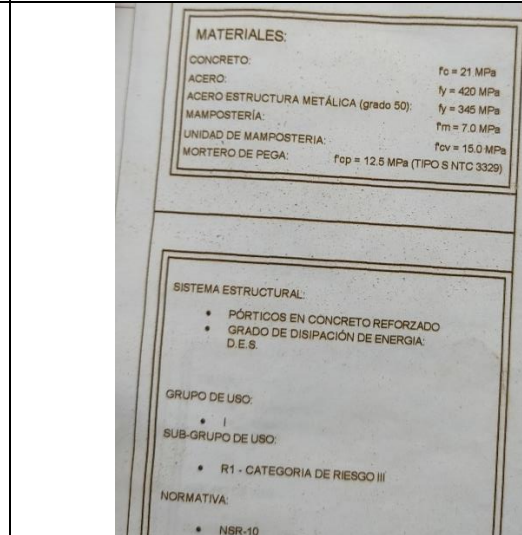 MATERIALES:
CONCRETO: f'c = 21 MPa
ACERO: fy = 420 MPa
ACERO ESTRUCTURA METÁLICA (grado 50): fy = 345 MPa
MAMPOSTERÍA: f'm = 7.0 MPa
UNIDAD DE MAMPOSTERIA: f'cv = 15.0 MPa
MORTERO DE PEGA: f'cp = 12.5 MPa (TIPO S NTC 3329)
SISTEMA ESTRUCTURAL:
• PÓRTICOS EN CONCRETO REFORZADO
• GRADO DE DISIPACIÓN DE ENERGIA:
D.E.S.
GRUPO DE USO:
• I
SUB-GRUPO DE USO:
• R1 - CATEGORIA DE RIESGO III
NORMATIVA:
• NSR-10